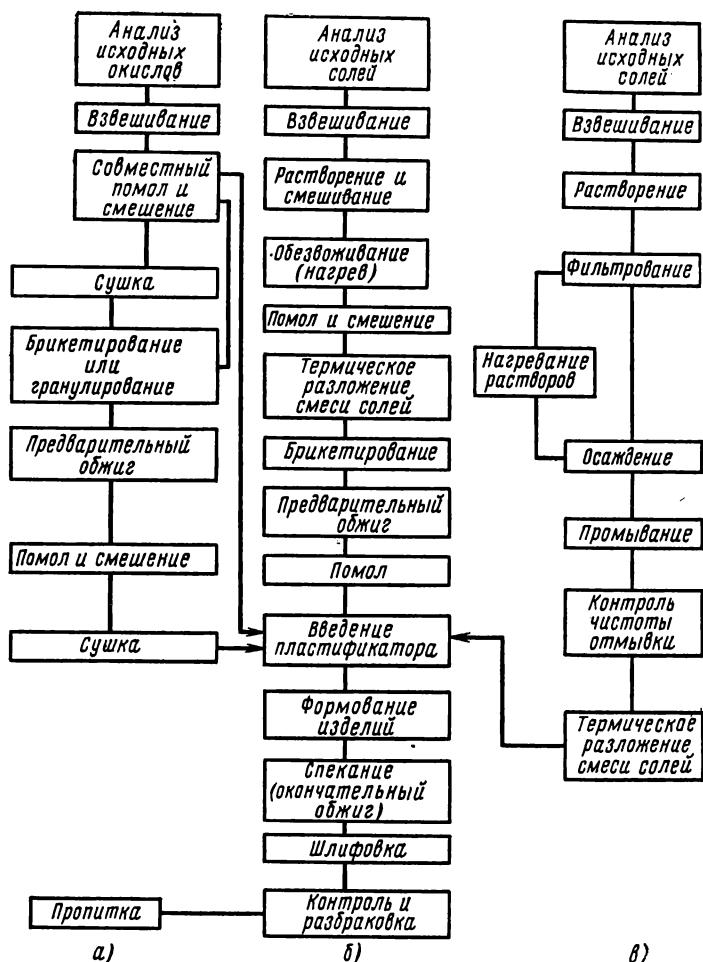 Анализ
исходных
окислов
Взвешивание
Совместный
помол и
смешение
Сушка
Брикетирование
или
гранулирование
Предварительный
обжиг
Помол и смешение
Сушка
Пропитка
а)
Анализ
исходных
солей
Взвешивание
Растворение и
смешивание
Обезвоживание
(нагрев)
Помол и смешение
Термическое
разложение
смеси солей
Брикетирование
Предварительный
обжиг
Помол
Введение
пластификатора
Формование
изделий
Спекание
(окончательный
обжиг)
Шлифовка
Контроль и
разбраковка
б)
Анализ
исходных
солей
Взвешивание
Растворение
Фильтрование
Нагревание
растворов
Осаждение
Промывание
Контроль
чистоты
отмывки
Термическое
разложение
смеси солей
в)